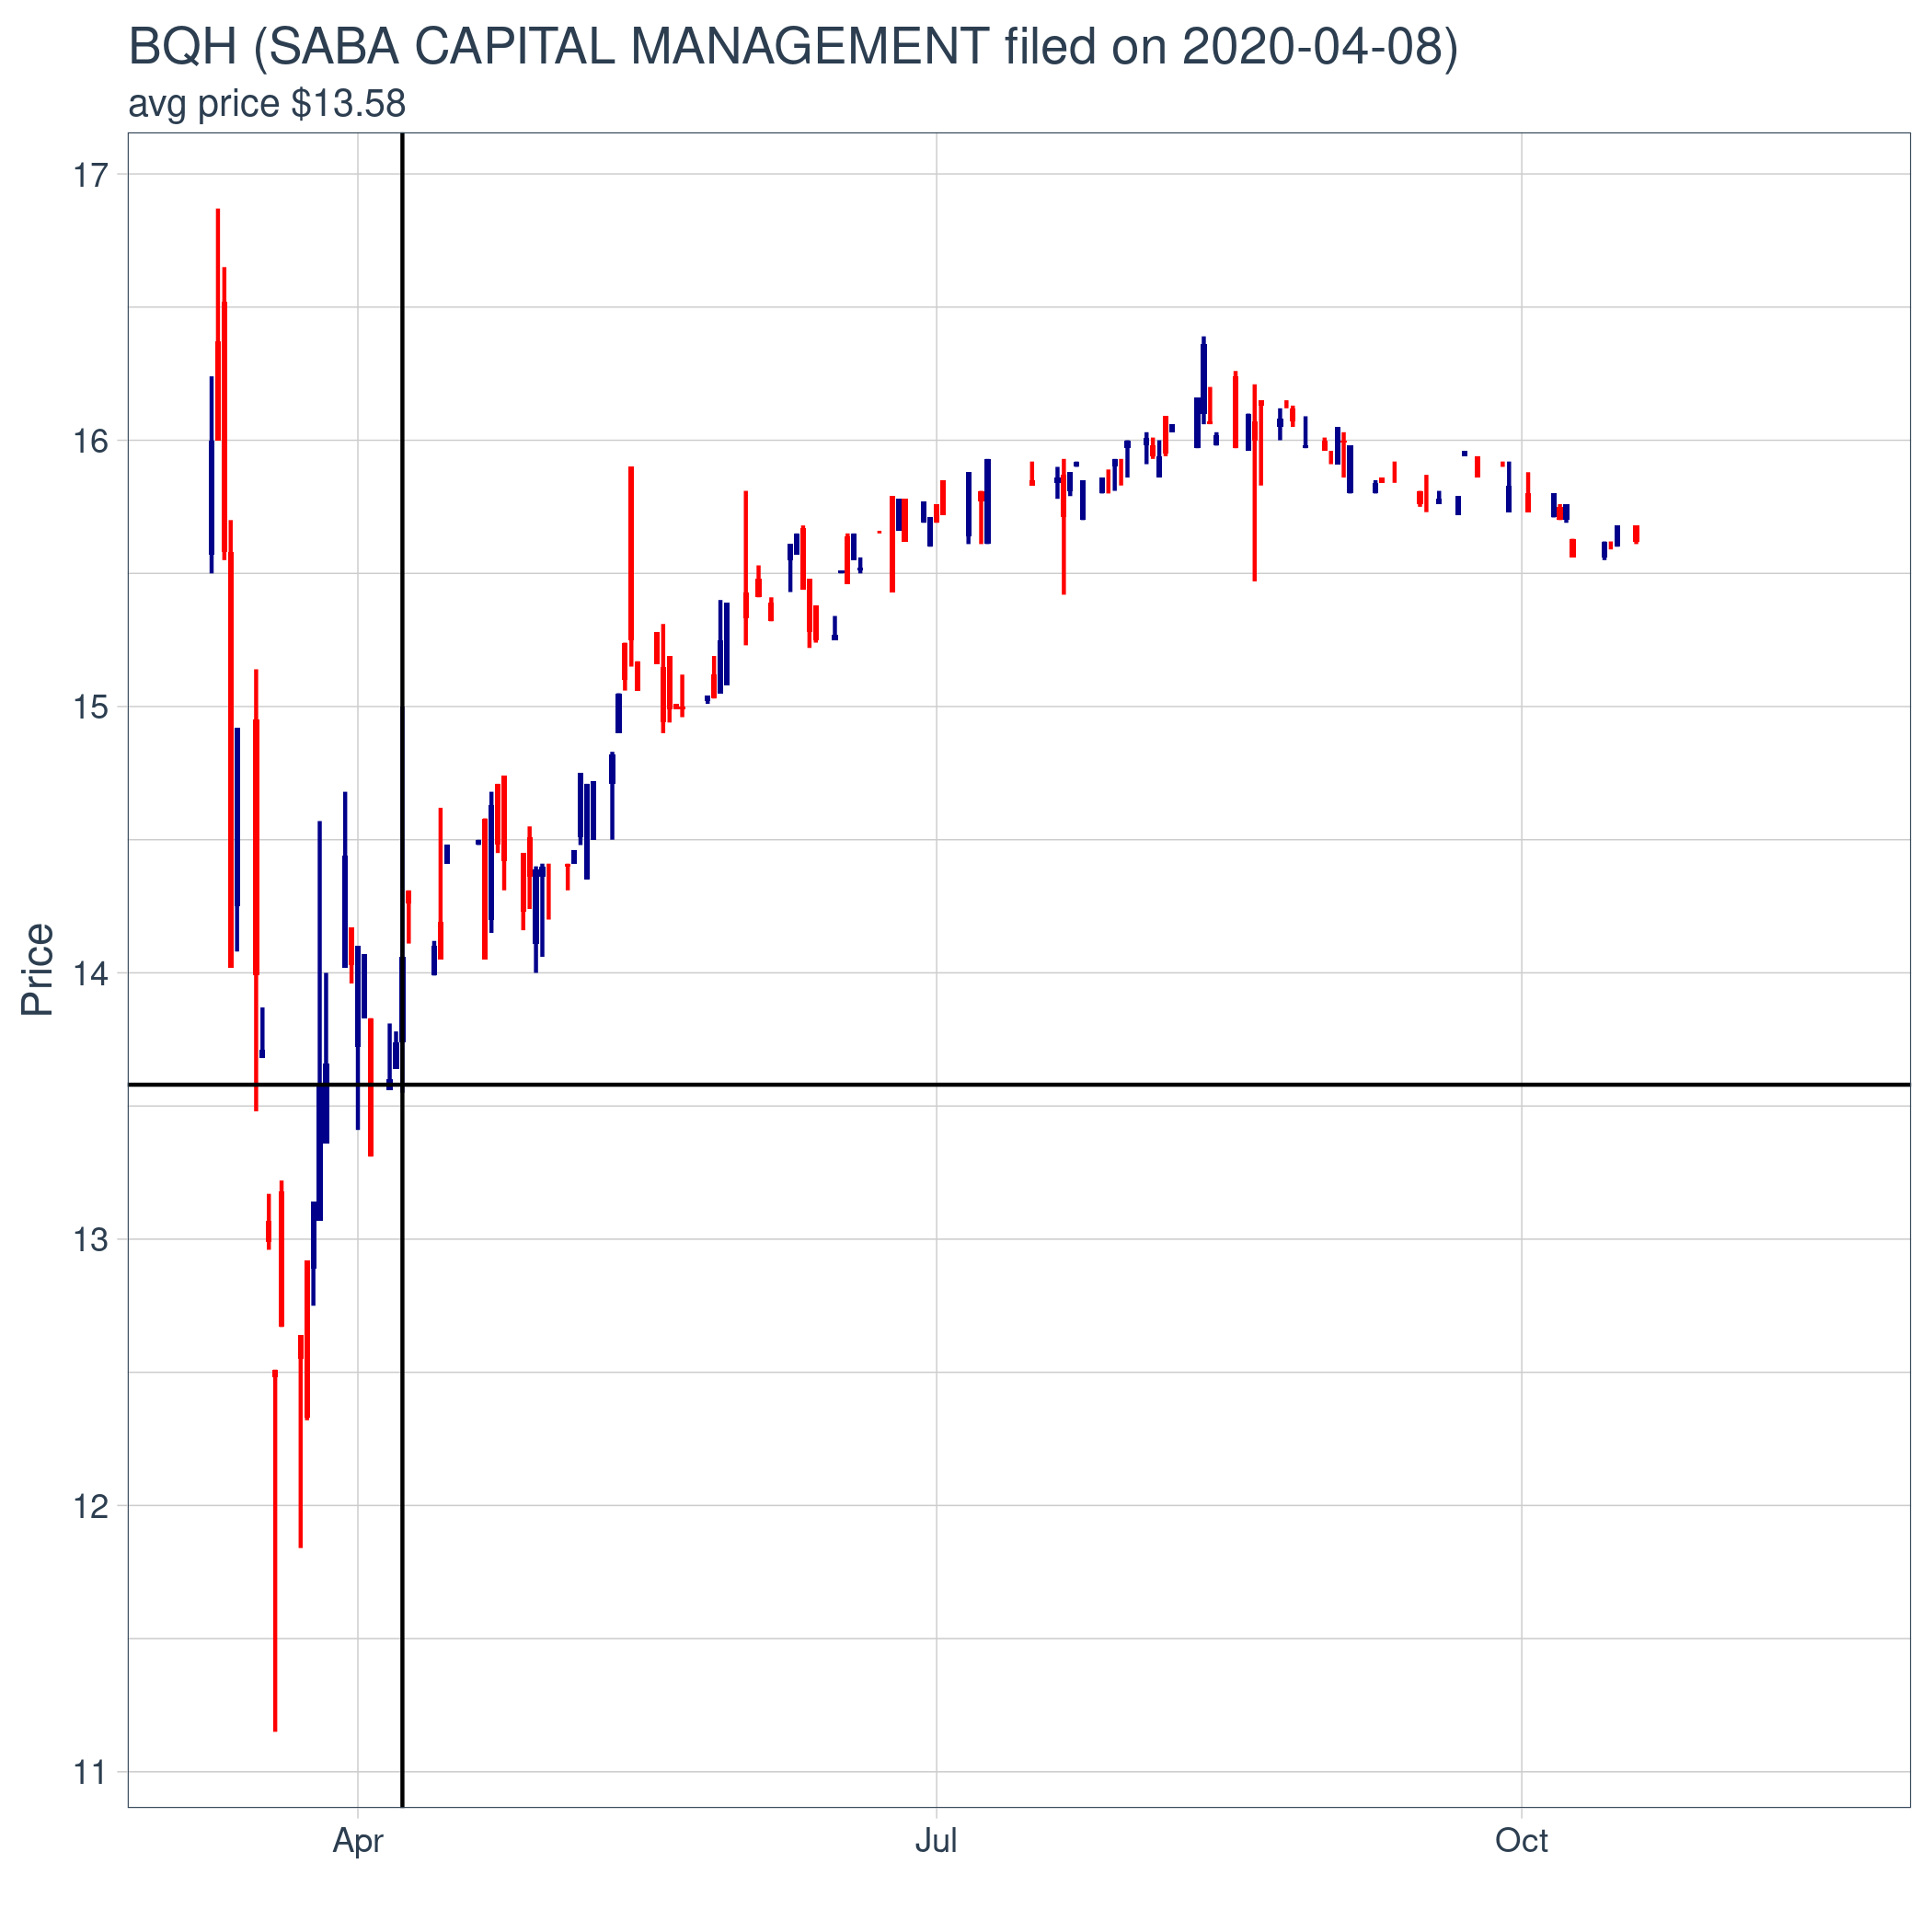 BQH (SABA CAPITAL MANAGEMENT filed on 2020-04-08)
avg price $13.58
17
16
15
14
13
12
11
Price
Apr
Jul
Oct